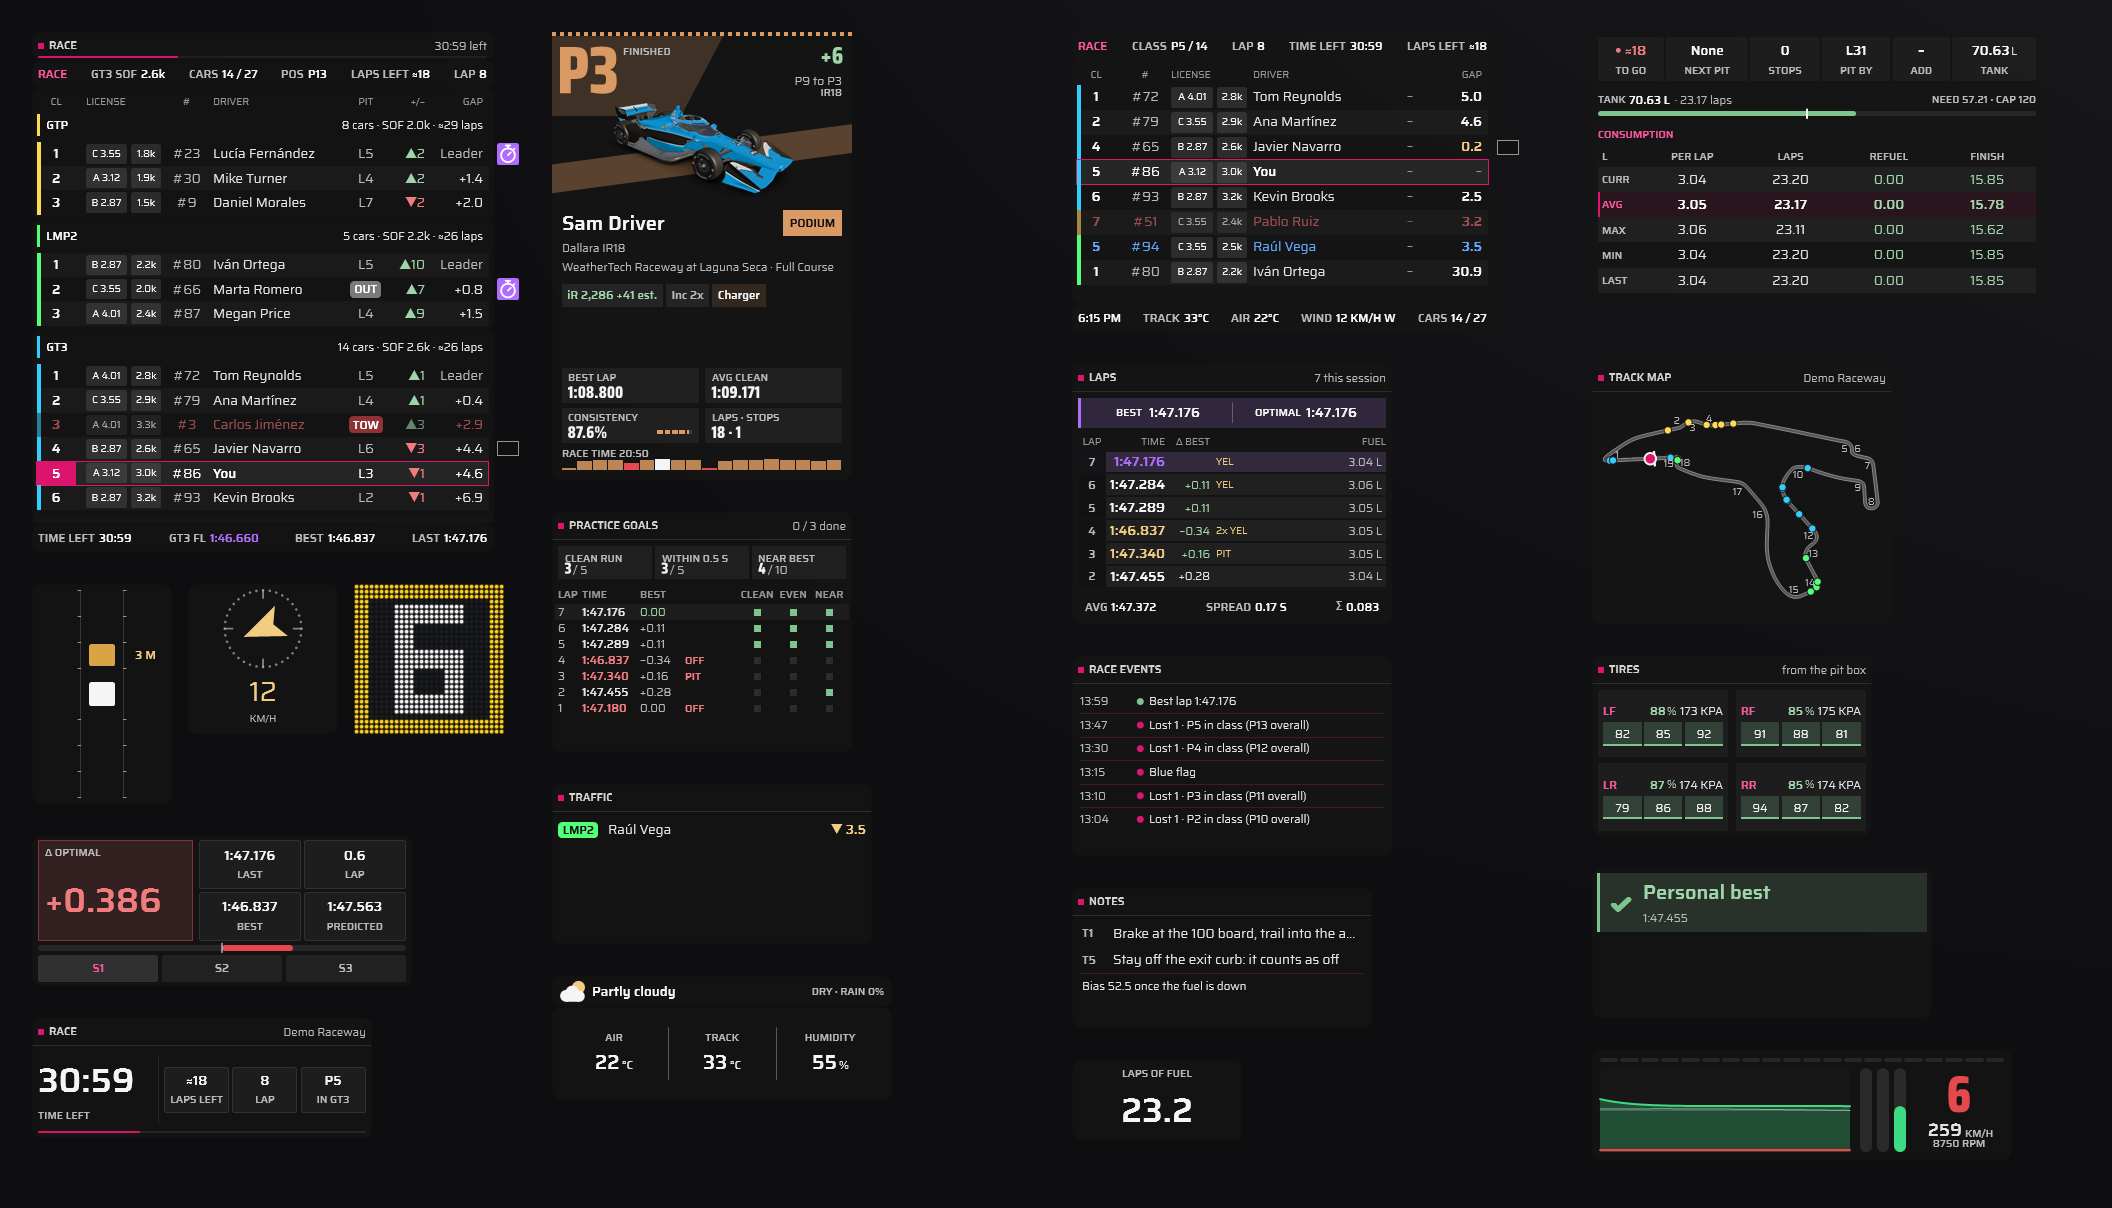 RACE 30:59 left
RACE GT3 SOF 2.6k CARS 14 / 27 POS P13 LAPS LEFT ≈18 LAP 8
CL LICENSE # DRIVER PIT +/− GAP
GTP 8 cars · SOF 2.0k · ≈29 laps
1 C 3.55 1.8k #23 Lucía Fernández L5 ▲2 Leader
2 A 3.12 1.9k #30 Mike Turner L4 ▲2 +1.4
3 B 2.87 1.5k #9 Daniel Morales L7 ▼2 +2.0
LMP2 5 cars · SOF 2.2k · ≈26 laps
1 B 2.87 2.2k #80 Iván Ortega L5 ▲10 Leader
2 C 3.55 2.0k #66 Marta Romero OUT ▲7 +0.8
3 A 4.01 2.4k #87 Megan Price L4 ▲9 +1.5
GT3 14 cars · SOF 2.6k · ≈26 laps
1 A 4.01 2.8k #72 Tom Reynolds L5 ▲1 Leader
2 C 3.55 2.9k #79 Ana Martínez L4 ▲1 +0.4
3 A 4.01 3.3k #3 Carlos Jiménez TOW ▲3 +2.9
4 B 2.87 2.6k #65 Javier Navarro L6 ▼3 +4.4
5 A 3.12 3.0k #86 You L3 ▼1 +4.6
6 B 2.87 3.2k #93 Kevin Brooks L2 ▼1 +6.9
TIME LEFT 30:59 GT3 FL 1:46.660 BEST 1:46.837 LAST 1:47.176
3 M
12
KM/H
6
Δ OPTIMAL
+0.386
1:47.176
LAST
0.6
LAP
1:46.837
BEST
1:47.563
PREDICTED
S1 S2 S3
RACE Demo Raceway
30:59
TIME LEFT
≈18
LAPS LEFT
8
LAP
P5
IN GT3
P3 FINISHED +6
P9 to P3
IR18
Sam Driver PODIUM
Dallara IR18
WeatherTech Raceway at Laguna Seca · Full Course
iR 2,286 +41 est. Inc 2x Charger
BEST LAP
1:08.800
AVG CLEAN
1:09.171
CONSISTENCY
87.6%
LAPS · STOPS
18 · 1
RACE TIME 20:50
PRACTICE GOALS 0 / 3 done
CLEAN RUN
3 / 5
WITHIN 0.5 S
3 / 5
NEAR BEST
4 / 10
LAP TIME BEST CLEAN EVEN NEAR
7 1:47.176 0.00
6 1:47.284 +0.11
5 1:47.289 +0.11
4 1:46.837 −0.34 OFF
3 1:47.340 +0.16 PIT
2 1:47.455 +0.28
1 1:47.180 0.00 OFF
TRAFFIC
LMP2 Raúl Vega ▼ 3.5
Partly cloudy DRY · RAIN 0%
AIR
22 °C
TRACK
33 °C
HUMIDITY
55 %
RACE CLASS P5 / 14 LAP 8 TIME LEFT 30:59 LAPS LEFT ≈18
CL # LICENSE DRIVER GAP
1 #72 A 4.01 2.8k Tom Reynolds – 5.0
2 #79 C 3.55 2.9k Ana Martínez – 4.6
4 #65 B 2.87 2.6k Javier Navarro – 0.2
5 #86 A 3.12 3.0k You – –
6 #93 B 2.87 3.2k Kevin Brooks – 2.5
7 #51 C 3.55 2.4k Pablo Ruiz – 3.2
5 #94 C 3.55 2.5k Raúl Vega – 3.5
1 #80 B 2.87 2.2k Iván Ortega – 30.9
6:15 PM TRACK 33°C AIR 22°C WIND 12 KM/H W CARS 14 / 27
LAPS 7 this session
BEST 1:47.176 OPTIMAL 1:47.176
LAP TIME Δ BEST FUEL
7 1:47.176 YEL 3.04 L
6 1:47.284 +0.11 YEL 3.06 L
5 1:47.289 +0.11 3.05 L
4 1:46.837 −0.34 2x YEL 3.05 L
3 1:47.340 +0.16 PIT 3.05 L
2 1:47.455 +0.28 3.04 L
AVG 1:47.372 SPREAD 0.17 S Σ 0.083
RACE EVENTS
13:59 Best lap 1:47.176
13:47 Lost 1 · P5 in class (P13 overall)
13:30 Lost 1 · P4 in class (P12 overall)
13:15 Blue flag
13:10 Lost 1 · P3 in class (P11 overall)
13:04 Lost 1 · P2 in class (P10 overall)
NOTES
T1 Brake at the 100 board, trail into the a...
T5 Stay off the exit curb: it counts as off
Bias 52.5 once the fuel is down
LAPS OF FUEL
23.2
≈18
TO GO
None
NEXT PIT
0
STOPS
L31
PIT BY
–
ADD
70.63 L
TANK
TANK 70.63 L · 23.17 laps NEED 57.21 · CAP 120
CONSUMPTION
L PER LAP LAPS REFUEL FINISH
CURR 3.04 23.20 0.00 15.85
AVG 3.05 23.17 0.00 15.78
MAX 3.06 23.11 0.00 15.62
MIN 3.04 23.20 0.00 15.85
LAST 3.04 23.20 0.00 15.85
TRACK MAP Demo Raceway
1 2 3 4 5 6 7 8 9 10 12 13 14 15 16 17 18 19
TIRES from the pit box
LF 88 % 173 KPA
82 85 92
RF 85 % 175 KPA
91 88 81
LR 87 % 174 KPA
79 86 88
RR 85 % 174 KPA
94 87 82
Personal best
1:47.455
6
259 KM/H
8750 RPM